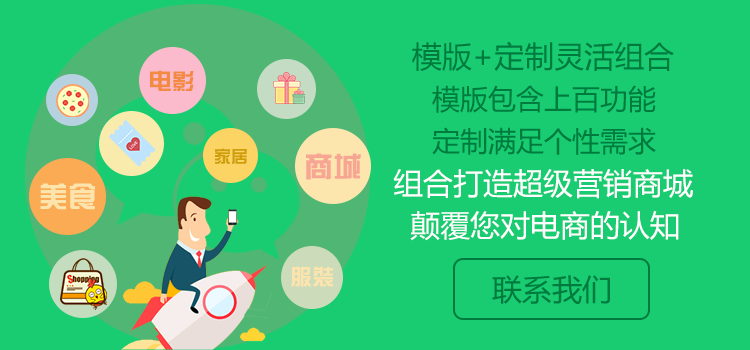 电影
家居
商城
美食
Shopping
服装
模版+定制灵活组合
模版包含上百功能
定制满足个性需求
组合打造超级营销商城
颠覆您对电商的认知
联系我们